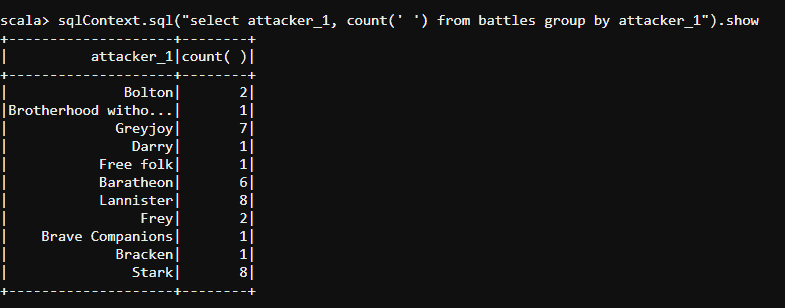 scala> sqlContext.sql("select attacker_1, count(' ') from battles group by attacker_1").show
+--------------------+--------+
|          attacker_1|count( )|
+--------------------+--------+
|              Bolton|       2|
|Brotherhood witho...|       1|
|            Greyjoy|       7|
|               Darry|       1|
|           Free folk|       1|
|           Baratheon|       6|
|           Lannister|       8|
|                Frey|       2|
|    Brave Companions|       1|
|             Bracken|       1|
|               Stark|       8|
+--------------------+--------+